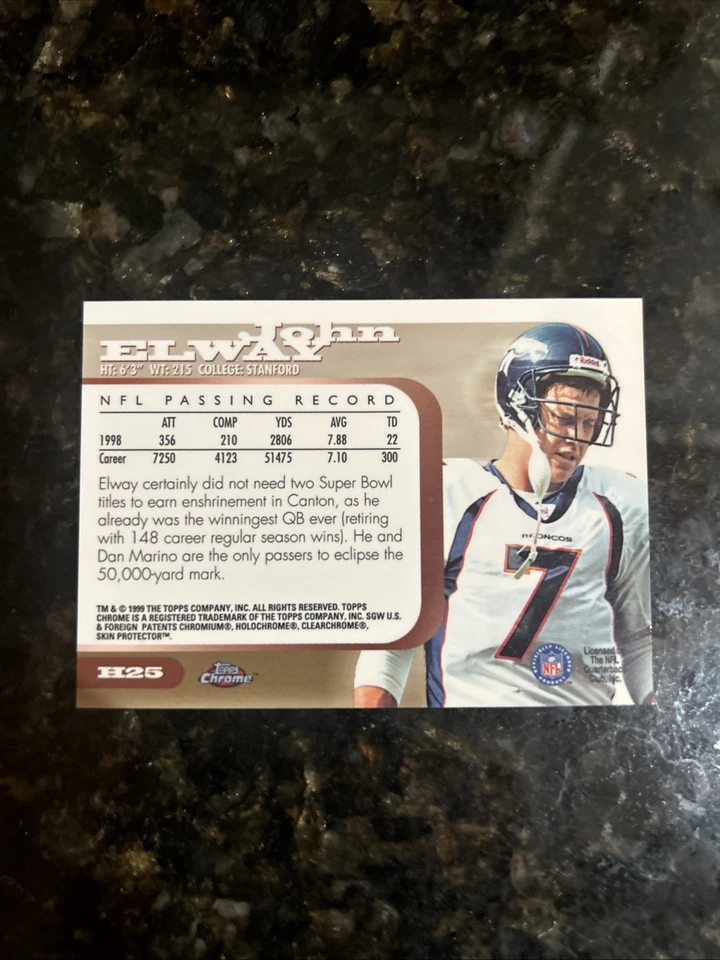 John
ELWAY
HT: 6'3" WT: 215 COLLEGE: STANFORD
NFL PASSING RECORD
ATT COMP YDS AVG TD
1998 356 210 2806 7.88 22
Career 7250 4123 51475 7.10 300
Elway certainly did not need two Super Bowl
titles to earn enshrinement in Canton, as he
already was the winningest QB ever (retiring
with 148 career regular season wins). He and
Dan Marino are the only passers to eclipse the
50,000-yard mark.
TM & © 1999 THE TOPPS COMPANY, INC. ALL RIGHTS RESERVED. TOPPS
CHROME IS A REGISTERED TRADEMARK OF THE TOPPS COMPANY, INC. SGW U.S.
& FOREIGN PATENTS CHROMIUM®, HOLOCHROME®, CLEARCHROME®,
SKIN PROTECTOR™.
H25
Topps
Chrome™
Riddell
BRONCOS
7
NFL
Licensed by
The NFL
Quarterback
Club, Inc.